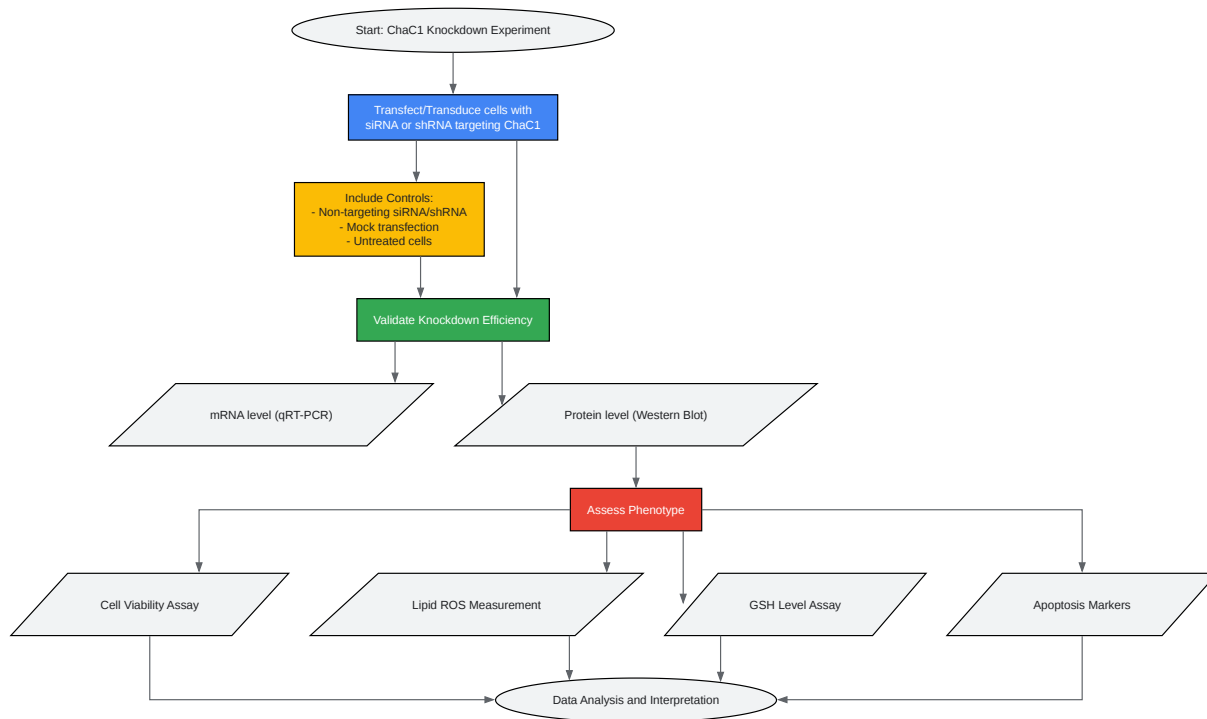 Start: ChaC1 Knockdown Experiment
Transfect/Transduce cells with
siRNA or shRNA targeting ChaC1
Include Controls:
- Non-targeting siRNA/shRNA
- Mock transfection
- Untreated cells
Validate Knockdown Efficiency
mRNA level (qRT-PCR)
Protein level (Western Blot)
Assess Phenotype
Cell Viability Assay
Lipid ROS Measurement
GSH Level Assay
Apoptosis Markers
Data Analysis and Interpretation